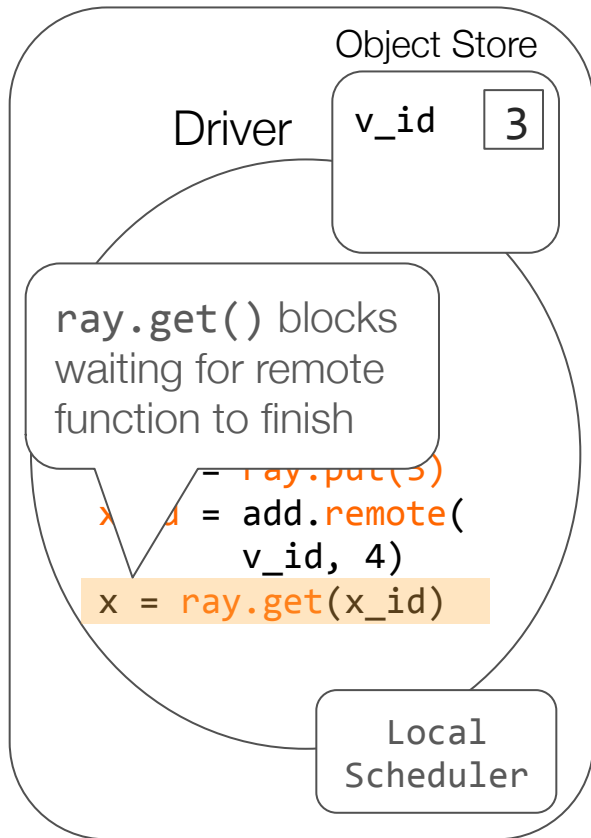 Object Store
Driver
v_id 3
ray.get() blocks
waiting for remote
function to finish
= ray.put(3)
= add.remote(
v_id, 4)
x = ray.get(x_id)
Local
Scheduler